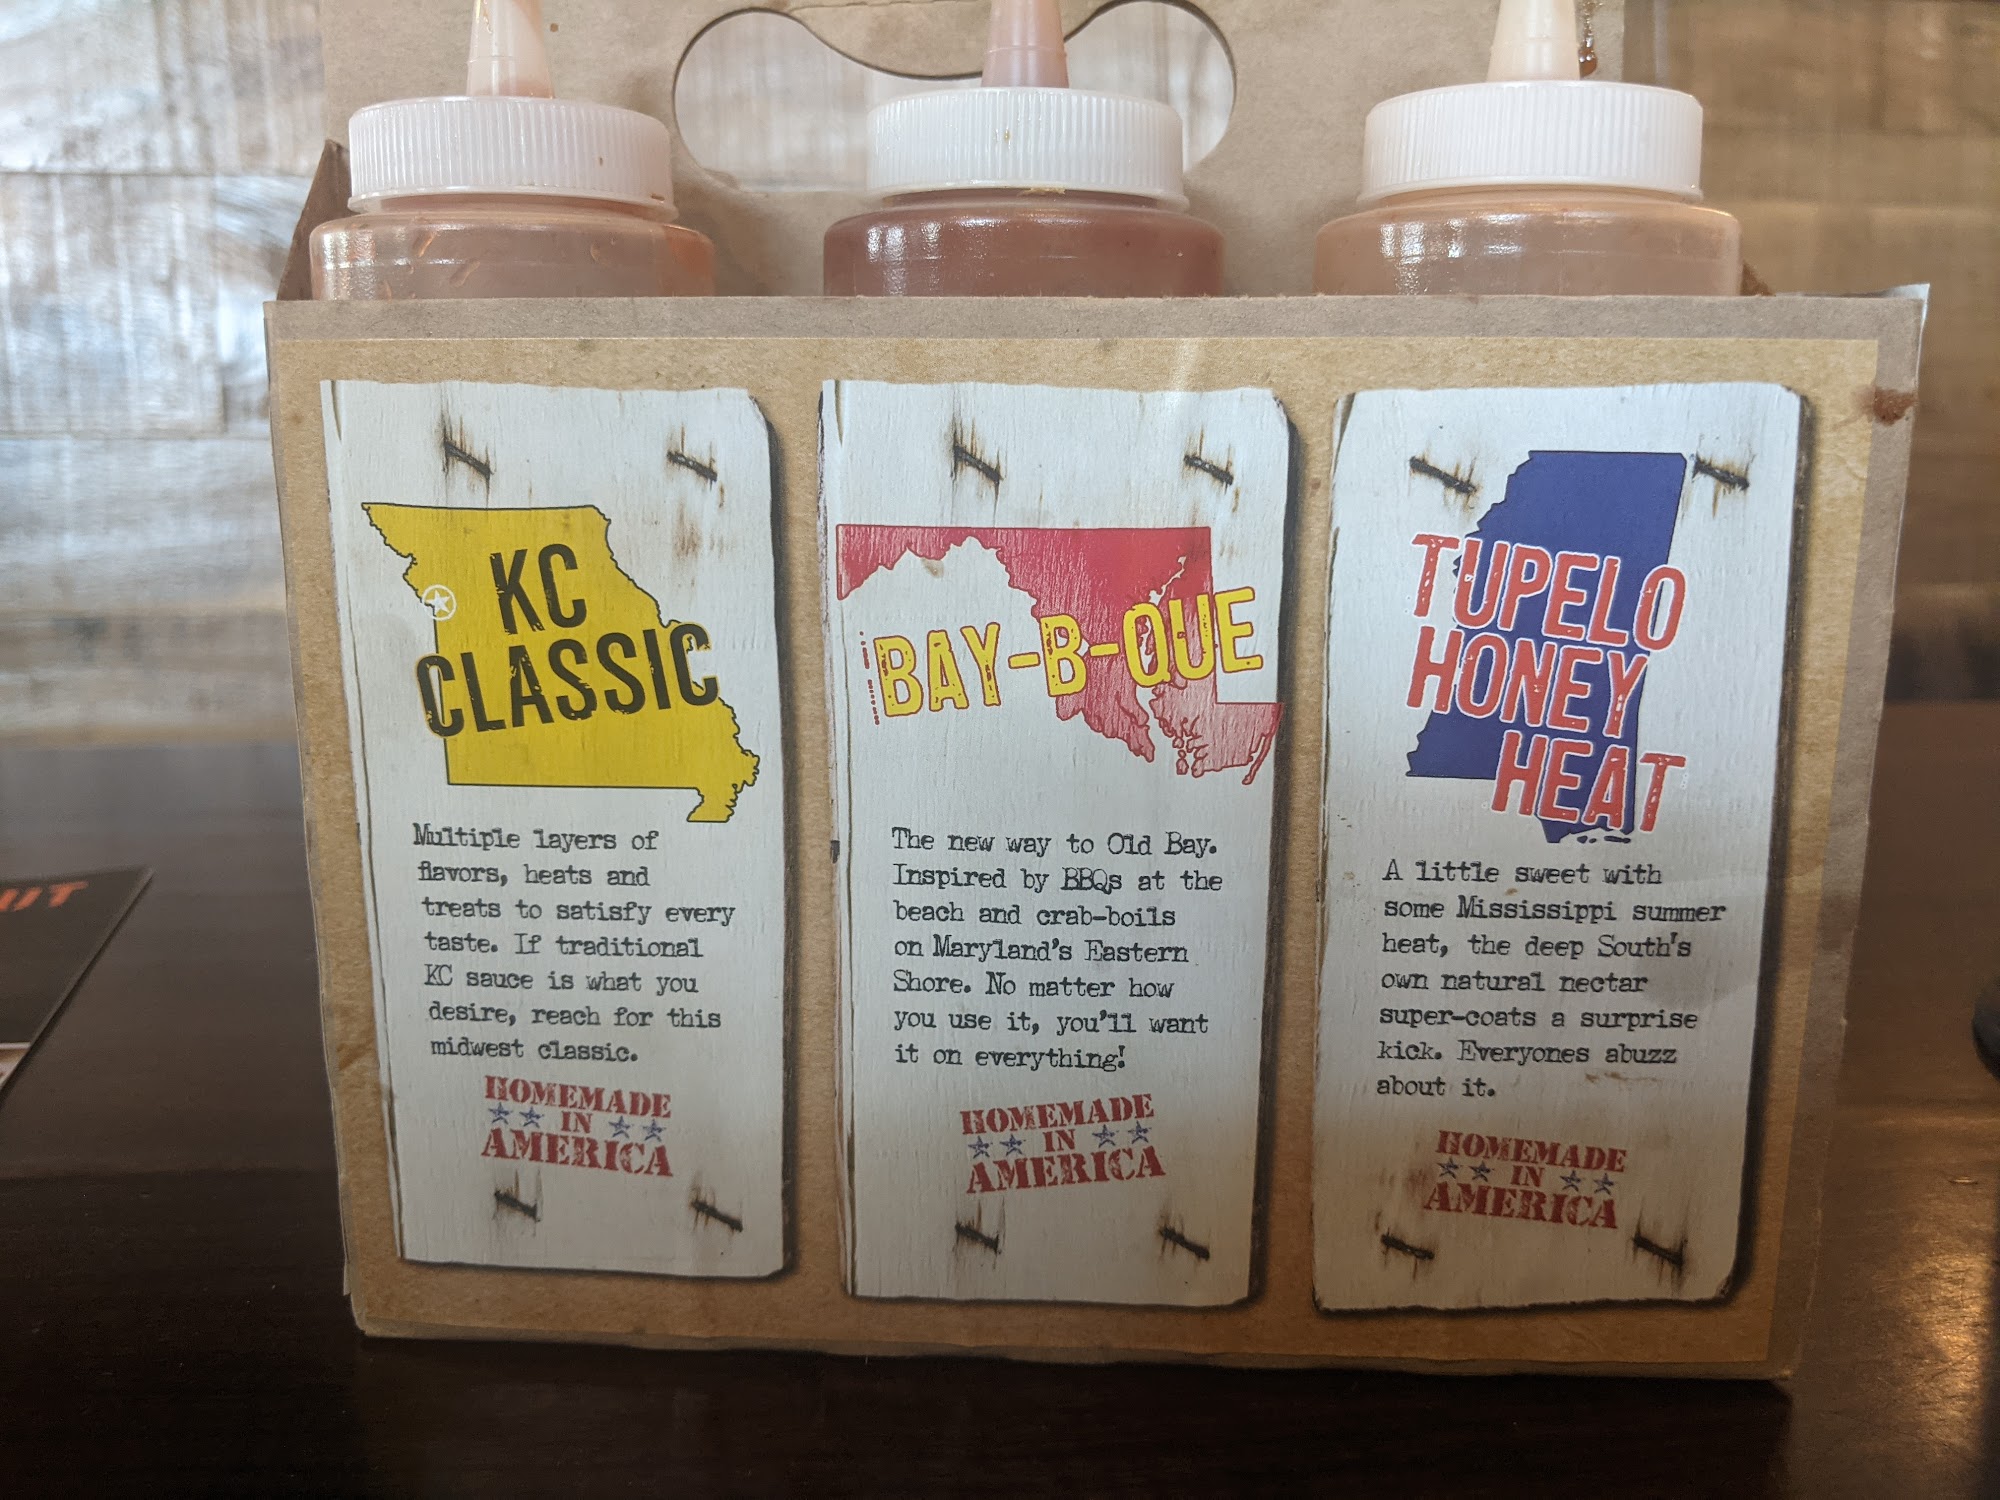 UT
KC
CLASSIC
Multiple layers of
flavors, heats and
treats to satisfy every
taste. If traditional
KC sauce is what you
desire, reach for this
midwest classic.
HOMEMADE
IN
AMERICA
BAY-B-QUE
The new way to Old Bay.
Inspired by BBQs at the
beach and crab-boils
on Maryland's Eastern
Shore. No matter how
you use it, you'll want
it on everything!
HOMEMADE
IN
AMERICA
TUPELO
HONEY
HEAT
A little sweet with
some Mississippi summer
heat, the deep South's
own natural nectar
super-coats a surprise
kick. Everyones abuzz
about it.
HOMEMADE
IN
AMERICA